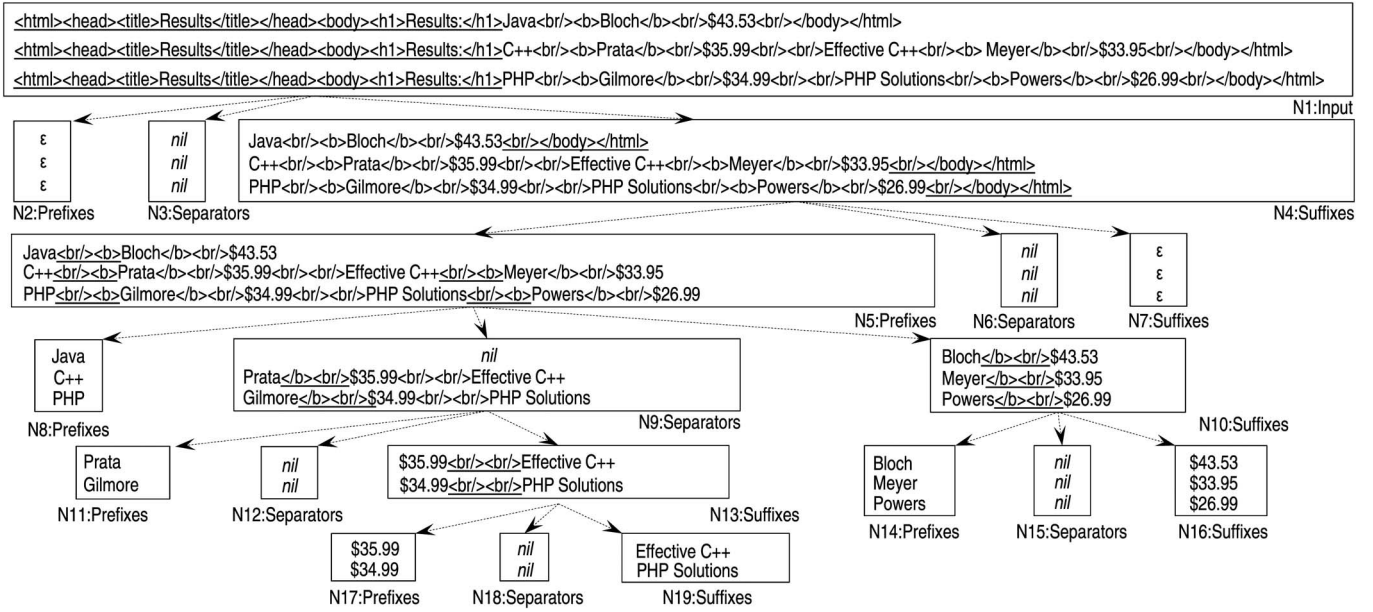 <html><head><title>Results</title></head><body><h1>Results:</h1>Java<br/><b>Bloch</b><br/>$43.53<br/></body></html>
<html><head><title>Results</title></head><body><h1>Results:</h1>C++<br/><b>Prata</b><br/>$35.99<br/><br/>Effective C++<br/><b> Meyer</b><br/>$33.95<br/></body></html>
<html><head><title>Results</title></head><body><h1>Results:</h1>PHP<br/><b>Gilmore</b><br/>$34.99<br/><br/>PHP Solutions<br/><b>Powers</b><br/>$26.99<br/></body></html>
N1:Input
ε
ε
ε
N2:Prefixes
nil
nil
nil
N3:Separators
Java<br/><b>Bloch</b><br/>$43.53<br/></body></html>
C++<br/><b>Prata</b><br/>$35.99<br/><br/>Effective C++<br/><b>Meyer</b><br/>$33.95<br/></body></html>
PHP<br/><b>Gilmore</b><br/>$34.99<br/><br/>PHP Solutions<br/><b>Powers</b><br/>$26.99<br/></body></html>
N4:Suffixes
Java<br/><b>Bloch</b><br/>$43.53
C++<br/><b>Prata</b><br/>$35.99<br/><br/>Effective C++<br/><b>Meyer</b><br/>$33.95
PHP<br/><b>Gilmore</b><br/>$34.99<br/><br/>PHP Solutions<br/><b>Powers</b><br/>$26.99
N5:Prefixes
nil
nil
nil
N6:Separators
ε
ε
ε
N7:Suffixes
Java
C++
PHP
N8:Prefixes
nil
Prata</b><br/>$35.99<br/><br/>Effective C++
Gilmore</b><br/>$34.99<br/><br/>PHP Solutions
N9:Separators
Bloch</b><br/>$43.53
Meyer</b><br/>$33.95
Powers</b><br/>$26.99
N10:Suffixes
Prata
Gilmore
N11:Prefixes
nil
nil
N12:Separators
$35.99<br/><br/>Effective C++
$34.99<br/><br/>PHP Solutions
N13:Suffixes
Bloch
Meyer
Powers
N14:Prefixes
nil
nil
nil
N15:Separators
$43.53
$33.95
$26.99
N16:Suffixes
$35.99
$34.99
N17:Prefixes
nil
nil
N18:Separators
Effective C++
PHP Solutions
N19:Suffixes